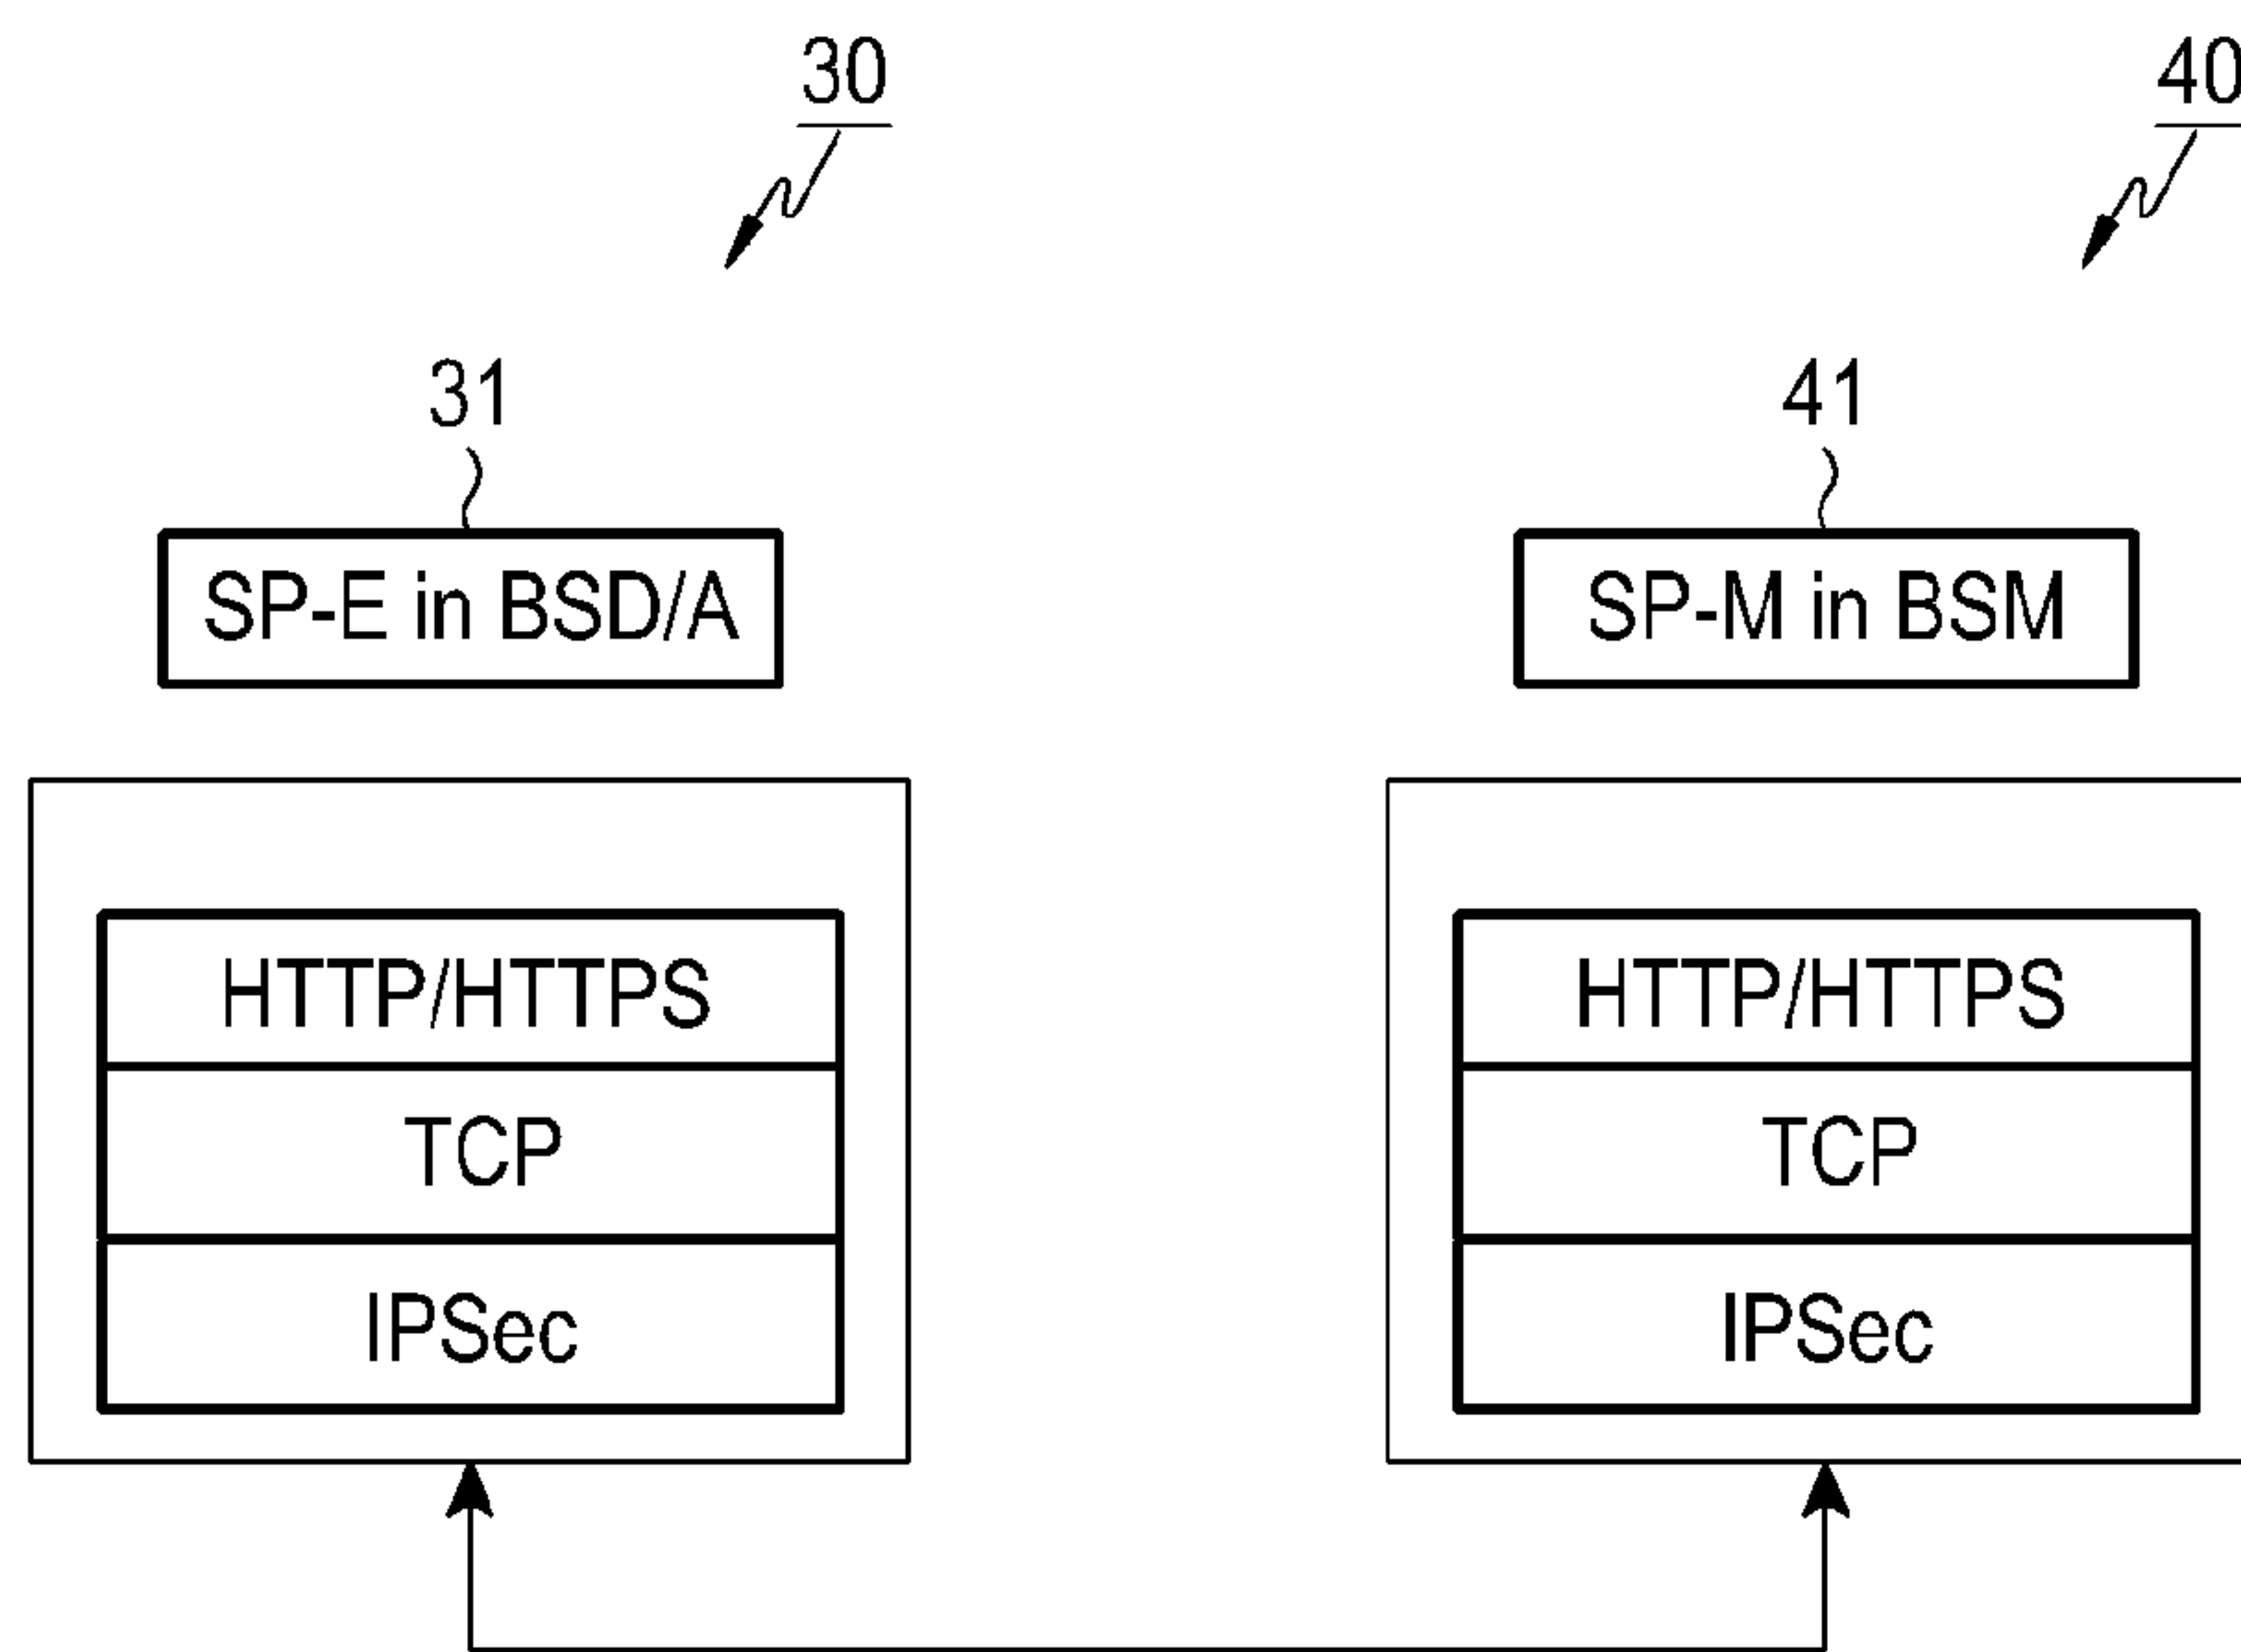 30
40
31
41
SP-E in BSD/A
SP-M in BSM
HTTP/HTTPS
TCP
IPSec
HTTP/HTTPS
TCP
IPSec